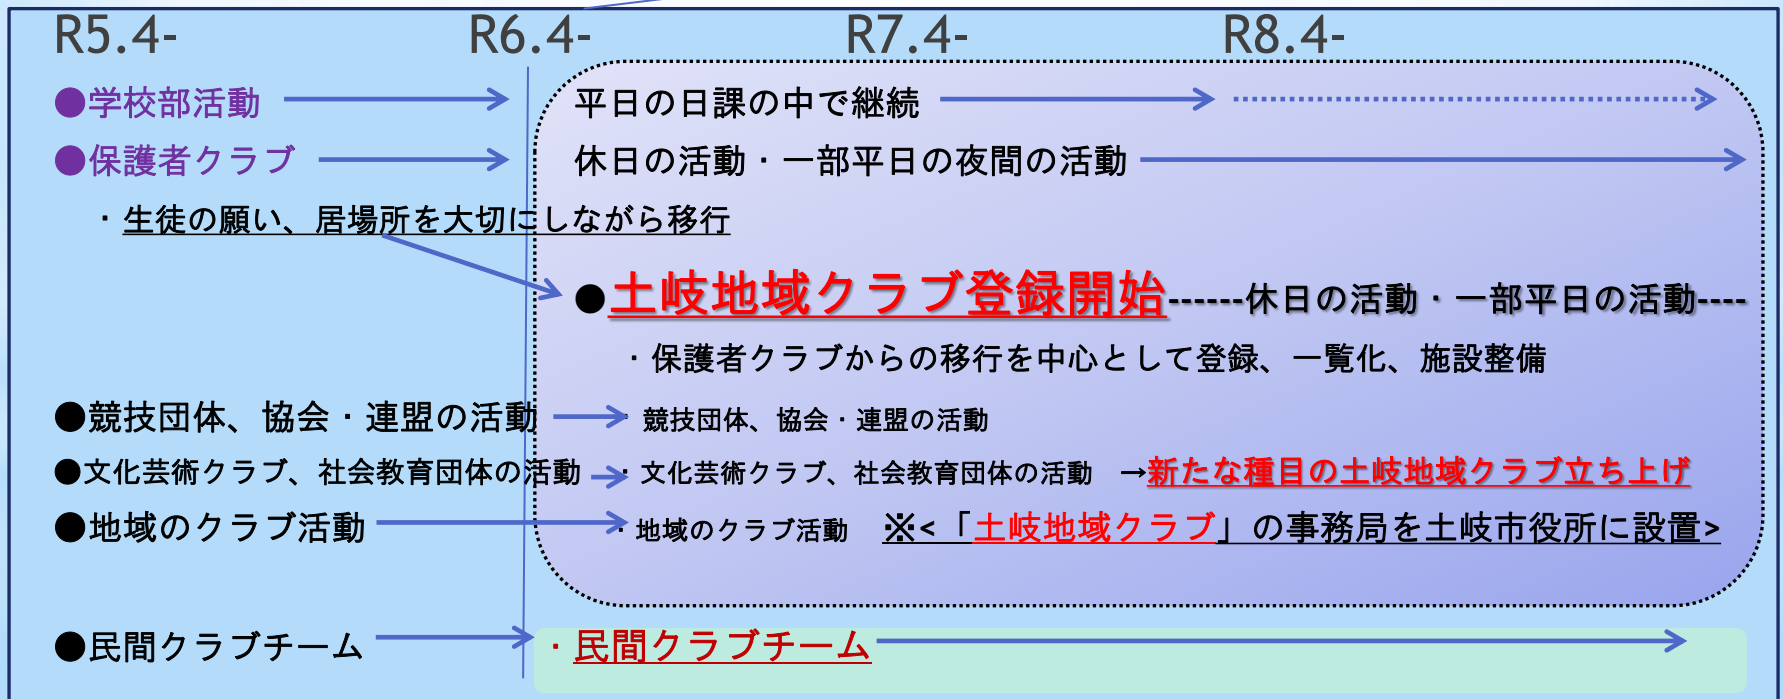 R5.4- R6.4- R7.4- R8.4-
●学校部活動 平日の日課の中で継続
●保護者クラブ 休日の活動・一部平日の夜間の活動
・生徒の願い、居場所を大切にしながら移行
●土岐地域クラブ登録開始------休日の活動・一部平日の活動----
・保護者クラブからの移行を中心として登録、一覧化、施設整備
●競技団体、協会・連盟の活動 ・競技団体、協会・連盟の活動
●文化芸術クラブ、社会教育団体の活動 ・文化芸術クラブ、社会教育団体の活動 →新たな種目の土岐地域クラブ立ち上げ
●地域のクラブ活動 ・地域のクラブ活動 ※<「土岐地域クラブ」の事務局を土岐市役所に設置>
●民間クラブチーム ・民間クラブチーム